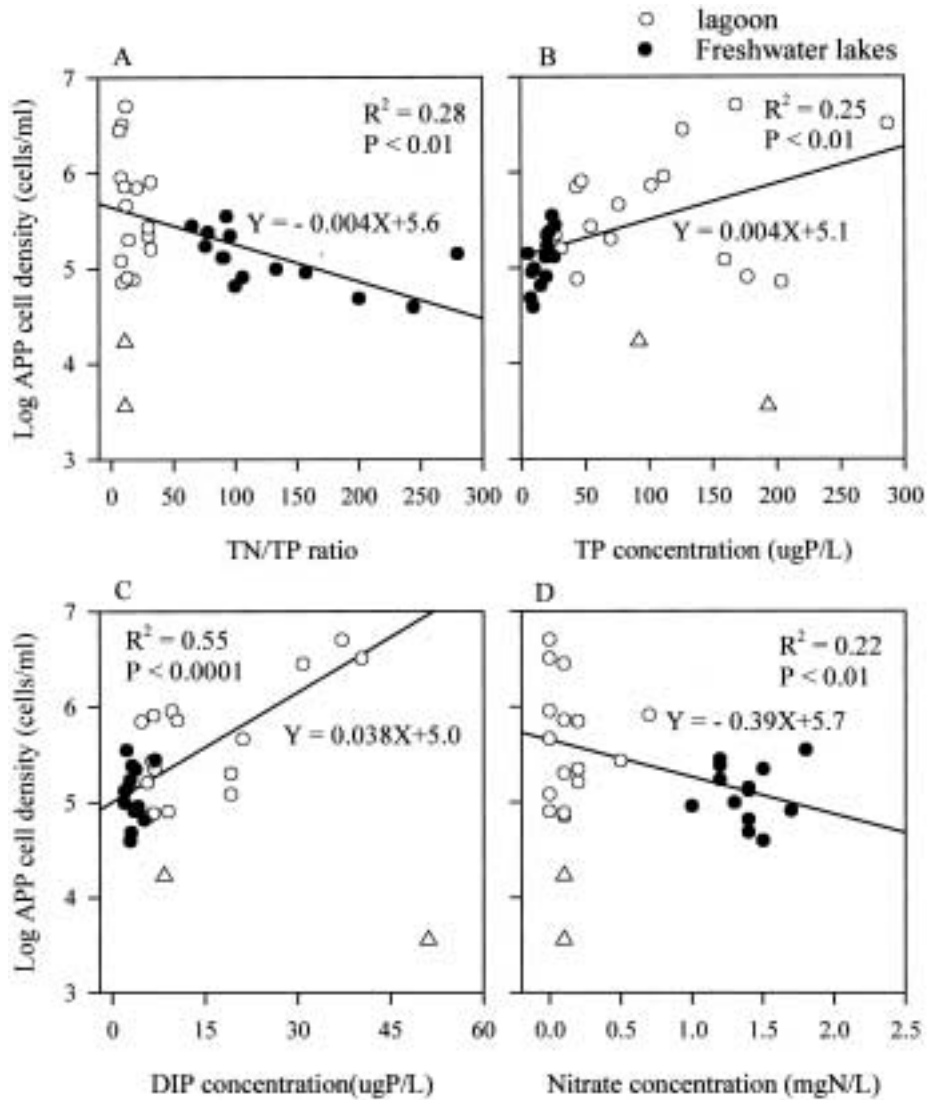 lagoon
Freshwater lakes
A
B
Log APP cell density (cells/ml)
7
6
5
4
3
R² = 0.28
P < 0.01
Y = - 0.004X+5.6
0 50 100 150 200 250 300
TN/TP ratio
R² = 0.25
P < 0.01
Y = 0.004X+5.1
0 50 100 150 200 250 300
TP concentration (ugP/L)
C
D
Log APP cell density (cells/ml)
7
6
5
4
3
R² = 0.55
P < 0.0001
Y = 0.038X+5.0
0 15 30 45 60
DIP concentration(ugP/L)
R² = 0.22
P < 0.01
Y = - 0.39X+5.7
0.0 0.5 1.0 1.5 2.0 2.5
Nitrate concentration (mgN/L)